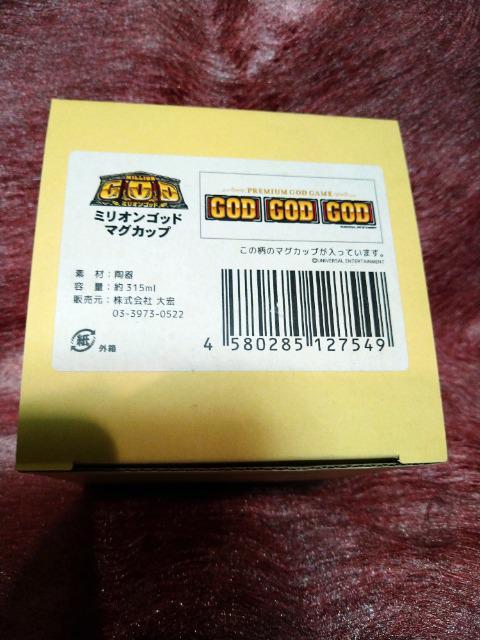 MILLION
GOD
ミリオンゴッド
ミリオンゴッド
マグカップ
PREMIUM GOD GAME
GOD GOD GOD
この柄のマグカップが入っています。
©UNIVERSAL ENTERTAINMENT
素　材：陶器
容　量：約315ml
販売元：株式会社 大宏
03-3973-0522
紙 外箱
4 580285 127549